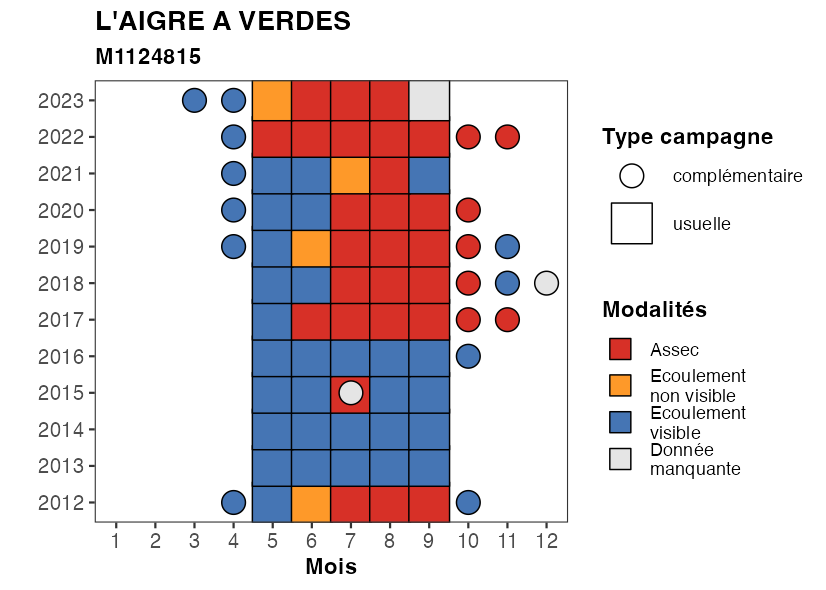 L'AIGRE A VERDES
M1124815
2023
2022
2021
2020
2019
2018
2017
2016
2015
2014
2013
2012
1 2 3 4 5 6 7 8 9 10 11 12
Mois
Type campagne
complémentaire
usuelle
Modalités
Assec
Ecoulement
non visible
Ecoulement
visible
Donnée
manquante